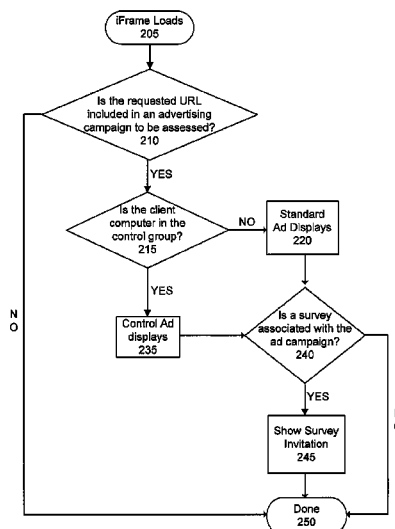 iFrame Loads
205
Is the requested URL
included in an advertising
campaign to be assessed?
210
YES
Is the client
computer in the
control group?
215
NO
Standard
Ad Displays
220
YES
N
O
Control Ad
displays
235
Is a survey
associated with the
ad campaign?
240
YES
Show Survey
Invitation
245
Done
250